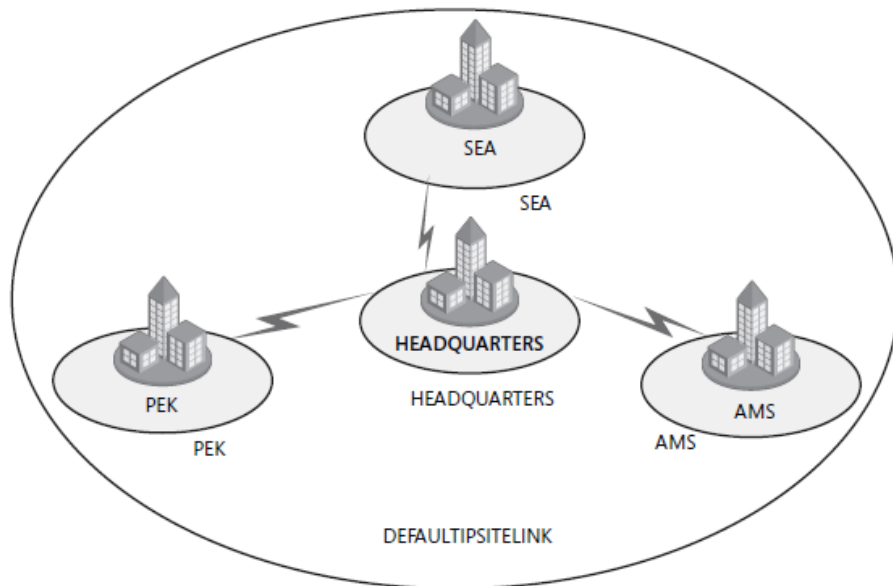 SEA
SEA
HEADQUARTERS
HEADQUARTERS
PEK
PEK
AMS
AMS
DEFAULTIPSITELINK